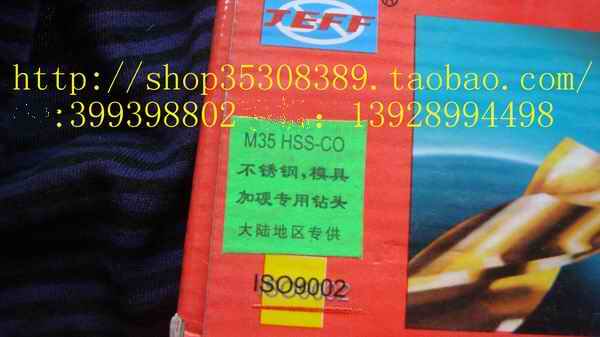 TEFF
®
http://shop35308389.taobao.com/
:399398802 : 13928994498
M35 HSS-CO
不锈钢,模具
加硬专用钻头
大陆地区专供
ISO9002